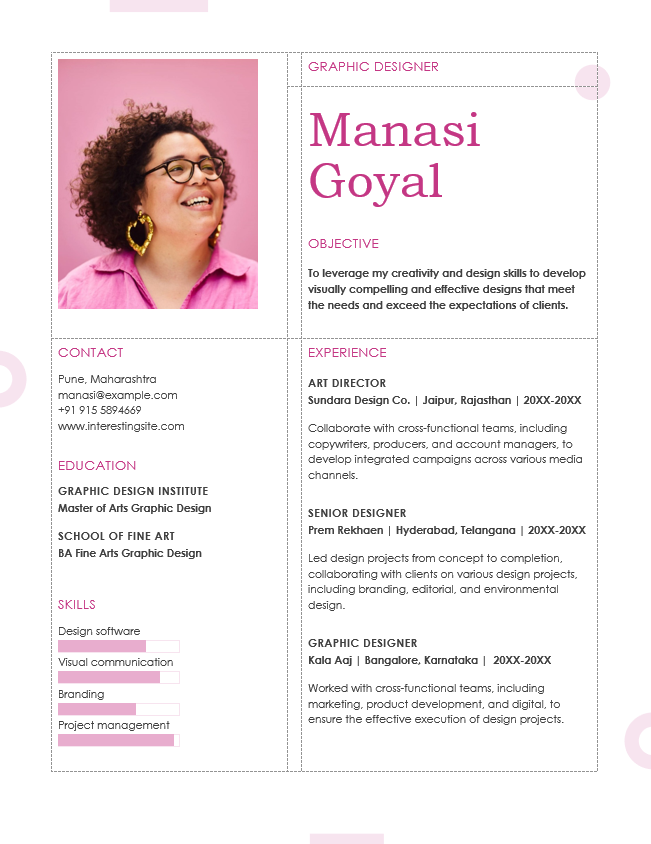 GRAPHIC DESIGNER
Manasi
Goyal
OBJECTIVE
To leverage my creativity and design skills to develop
visually compelling and effective designs that meet
the needs and exceed the expectations of clients.
CONTACT
Pune, Maharashtra
manasi@example.com
+91 915 5894669
www.interestingsite.com
EDUCATION
GRAPHIC DESIGN INSTITUTE
Master of Arts Graphic Design
SCHOOL OF FINE ART
BA Fine Arts Graphic Design
SKILLS
Design software
Visual communication
Branding
Project management
EXPERIENCE
ART DIRECTOR
Sundara Design Co. | Jaipur, Rajasthan | 20XX-20XX
Collaborate with cross-functional teams, including
copywriters, producers, and account managers, to
develop integrated campaigns across various media
channels.
SENIOR DESIGNER
Prem Rekhaen | Hyderabad, Telangana | 20XX-20XX
Led design projects from concept to completion,
collaborating with clients on various design projects,
including branding, editorial, and environmental
design.
GRAPHIC DESIGNER
Kala Aaj | Bangalore, Karnataka | 20XX-20XX
Worked with cross-functional teams, including
marketing, product development, and digital, to
ensure the effective execution of design projects.